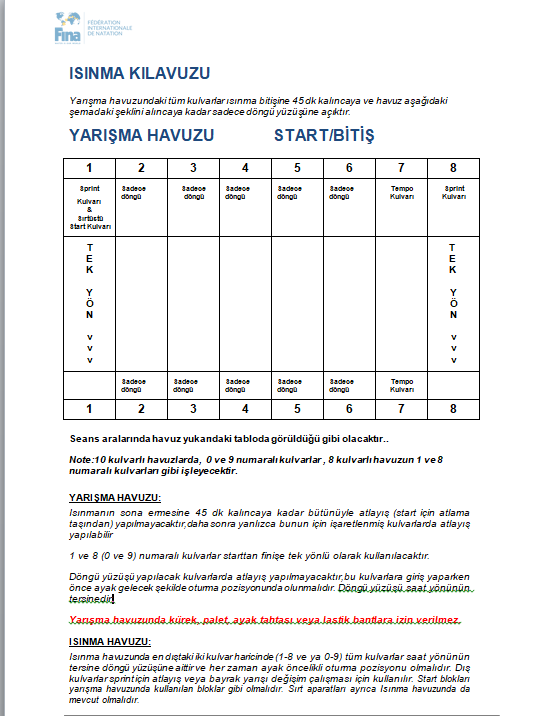 FÉDÉRATION
INTERNATIONALE
DE NATATION
fina
ISINMA KILAVUZU
Yarışma havuzundaki tüm kulvarlar ısınma bitişine 45 dk kalıncaya ve havuz aşağıdaki
şemadaki şeklini alıncaya kadar sadece döngü yüzüşüne açıktır.
YARIŞMA HAVUZU START/BİTİŞ
1 2 3 4 5 6 7 8
Sprint Kulvarı & Sırtüstü Start Kulvarı
Sadece döngü
Sadece döngü
Sadece döngü
Sadece döngü
Sadece döngü
Tempo Kulvarı
Sprint Kulvarı
T E K Y Ö N v v v
T E K Y Ö N v v v
Sadece döngü
Sadece döngü
Sadece döngü
Sadece döngü
Sadece döngü
Tempo Kulvarı
1 2 3 4 5 6 7 8
Seans aralarında havuz yukarıdaki tabloda görüldüğü gibi olacaktır..
Note:10 kulvarlı havuzlarda, 0 ve 9 numaralı kulvarlar , 8 kulvarlı havuzun 1 ve 8
numaralı kulvarları gibi işleyecektir.
YARIŞMA HAVUZU:
Isınmanın sona ermesine 45 dk kalıncaya kadar bütünüyle atlayış (start için atlama
taşından) yapılmayacaktır,daha sonra yanlızca bunun için işaretlenmiş kulvarlarda atlayış
yapılabilir
1 ve 8 (0 ve 9) numaralı kulvarlar starttan finişe tek yönlü olarak kullanılacaktır.
Döngü yüzüşü yapılacak kulvarlarda atlayış yapılmayacaktır,bu kulvarlara giriş yaparken
önce ayak gelecek şekilde oturma pozisyonunda olunmalıdır. Döngü yüzüşü saat yönünün
tersinedir!
Yarışma havuzunda kürek, palet, ayak tahtası veya lastik bantlara izin verilmez.
ISINMA HAVUZU:
Isınma havuzunda en dıştaki iki kulvar haricinde (1-8 ve ya 0-9) tüm kulvarlar saat yönünün
tersine döngü yüzüşüne aittir ve her zaman ayak öncelikli oturma pozisyonu olmalıdır. Dış
kulvarlar sprint için atlayış veya bayrak yarışı değişim çalışması için kullanılır. Start blokları
yarışma havuzunda kullanılan bloklar gibi olmalıdır. Sırt aparatları ayrıca Isınma havuzunda da
mevcut olmalıdır.